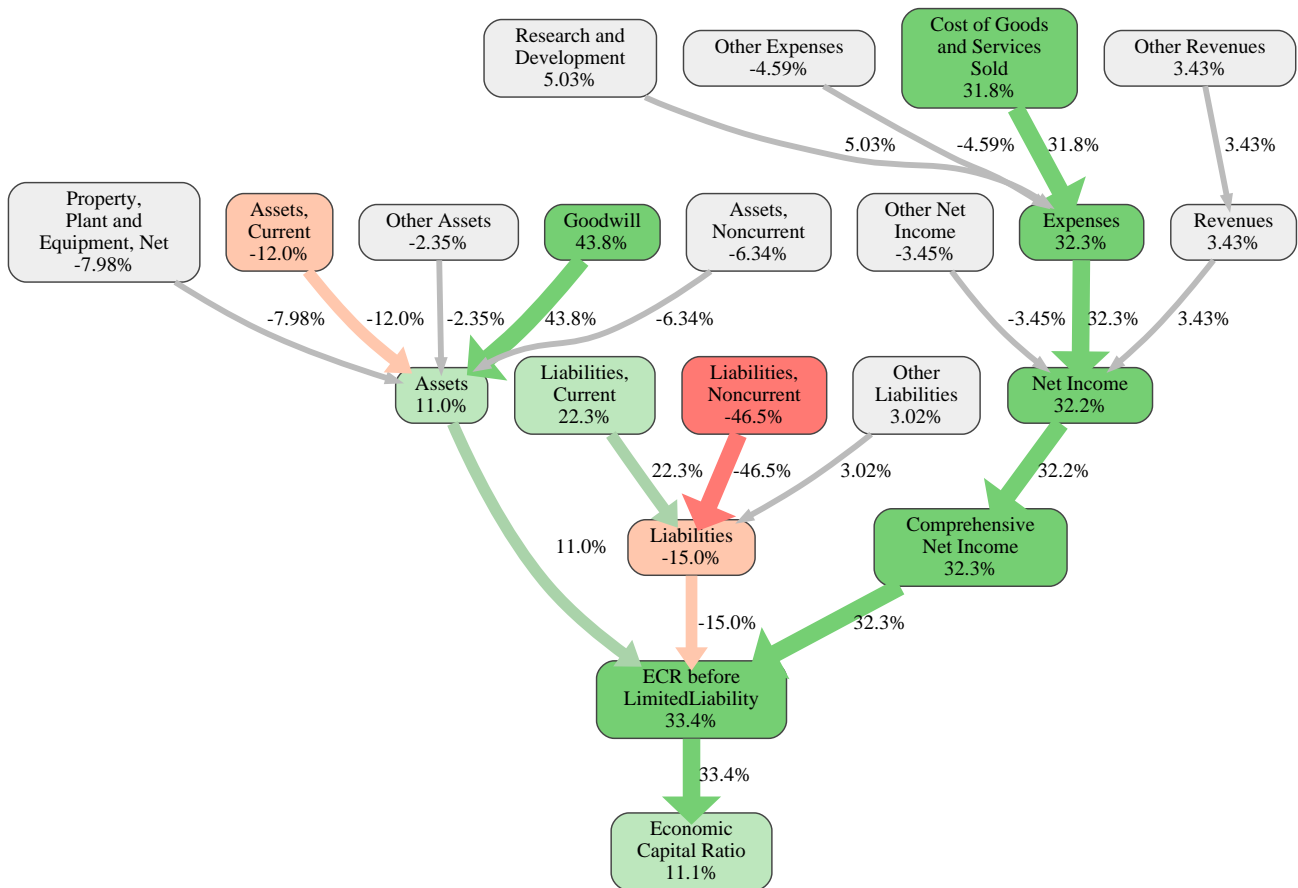 Research and
Development
5.03%
Other Expenses
-4.59%
Cost of Goods
and Services
Sold
31.8%
Other Revenues
3.43%
5.03%
-4.59%
31.8%
3.43%
Property,
Plant and
Equipment, Net
-7.98%
Assets,
Current
-12.0%
Other Assets
-2.35%
Goodwill
43.8%
Assets,
Noncurrent
-6.34%
Other Net
Income
-3.45%
Expenses
32.3%
Revenues
3.43%
-7.98%
-12.0%
-2.35%
43.8%
-6.34%
-3.45%
32.3%
3.43%
Assets
11.0%
Liabilities,
Current
22.3%
Liabilities,
Noncurrent
-46.5%
Other
Liabilities
3.02%
Net Income
32.2%
22.3%
-46.5%
3.02%
32.2%
11.0%
Liabilities
-15.0%
Comprehensive
Net Income
32.3%
-15.0%
32.3%
ECR before
LimitedLiability
33.4%
33.4%
Economic
Capital Ratio
11.1%